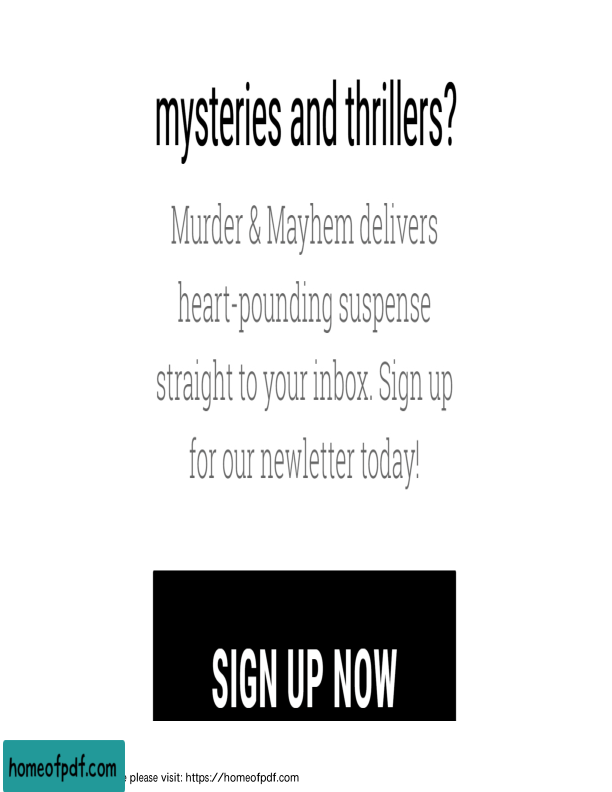 mysteries and thrillers?
Murder & Mayhem delivers
heart-pounding suspense
straight to your inbox. Sign up
for our newletter today!
SIGN UP NOW
homeofpdf.com
please visit: https://homeofpdf.com